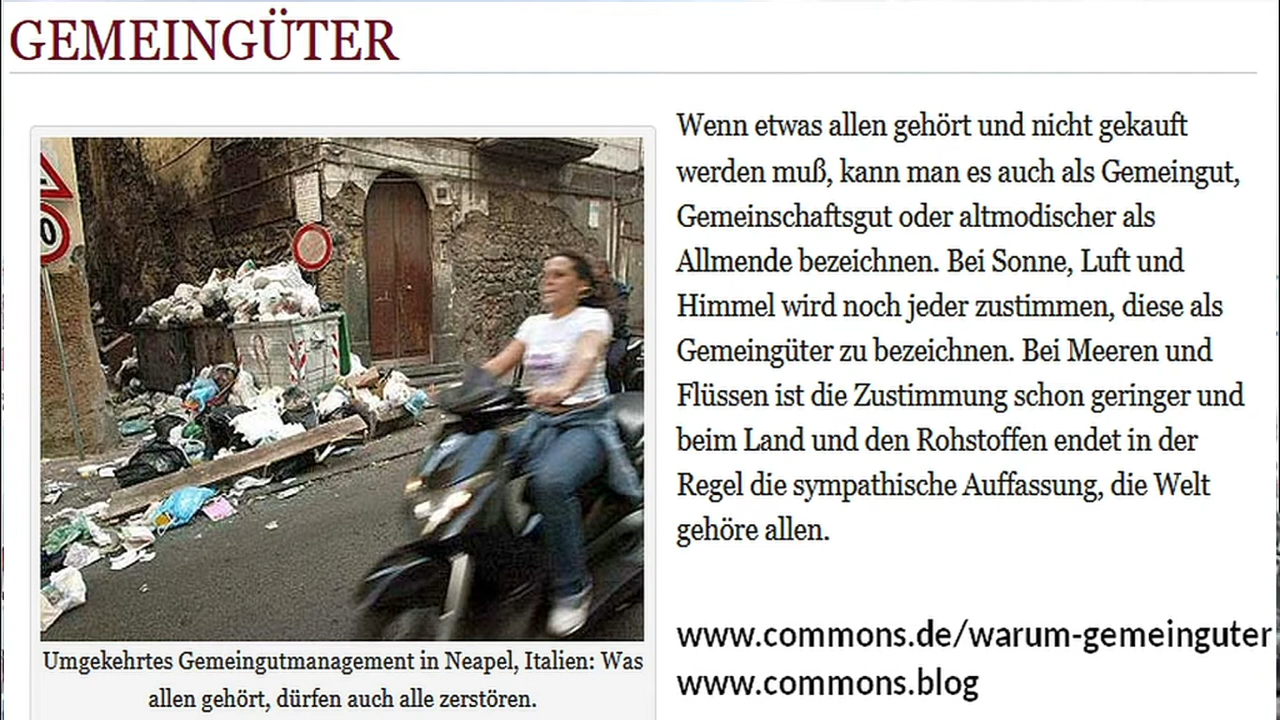 GEMEINGÜTER
Wenn etwas allen gehört und nicht gekauft
werden muß, kann man es auch als Gemeingut,
Gemeinschaftsgut oder altmodischer als
Allmende bezeichnen. Bei Sonne, Luft und
Himmel wird noch jeder zustimmen, diese als
Gemeingüter zu bezeichnen. Bei Meeren und
Flüssen ist die Zustimmung schon geringer und
beim Land und den Rohstoffen endet in der
Regel die sympathische Auffassung, die Welt
gehöre allen.
www.commons.de/warum-gemeinguter
www.commons.blog
Umgekehrtes Gemeingutmanagement in Neapel, Italien: Was
allen gehört, dürfen auch alle zerstören.